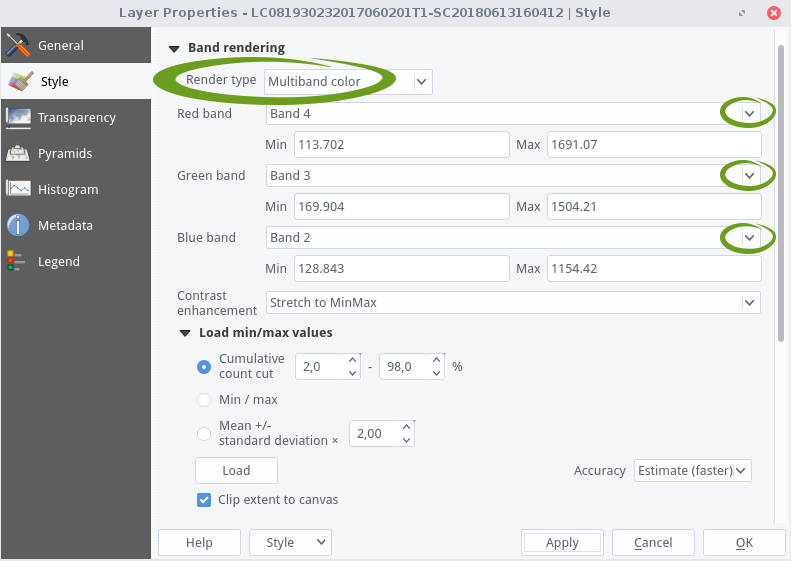 Layer Properties - LC081930232017060201T1-SC20180613160412 | Style
General
Style
Transparency
Pyramids
Histogram
Metadata
Legend
Band rendering
Render type Multiband color
Red band Band 4
Min 113.702 Max 1691.07
Green band Band 3
Min 169.904 Max 1504.21
Blue band Band 2
Min 128.843 Max 1154.42
Contrast
enhancement Stretch to MinMax
Load min/max values
Cumulative
count cut 2,0 - 98,0 %
Min / max
Mean +/-
standard deviation × 2,00
Load Accuracy Estimate (faster)
Clip extent to canvas
Help Style Apply Cancel OK